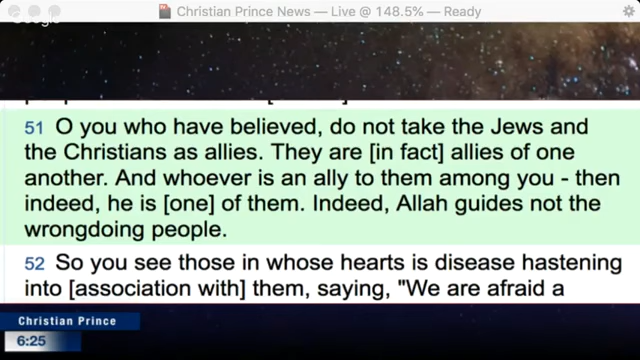 Christian Prince News — Live @ 148.5% — Ready
51 O you who have believed, do not take the Jews and
the Christians as allies. They are [in fact] allies of one
another. And whoever is an ally to them among you - then
indeed, he is [one] of them. Indeed, Allah guides not the
wrongdoing people.
52 So you see those in whose hearts is disease hastening
into [association with] them, saying, "We are afraid a
Christian Prince
6:25